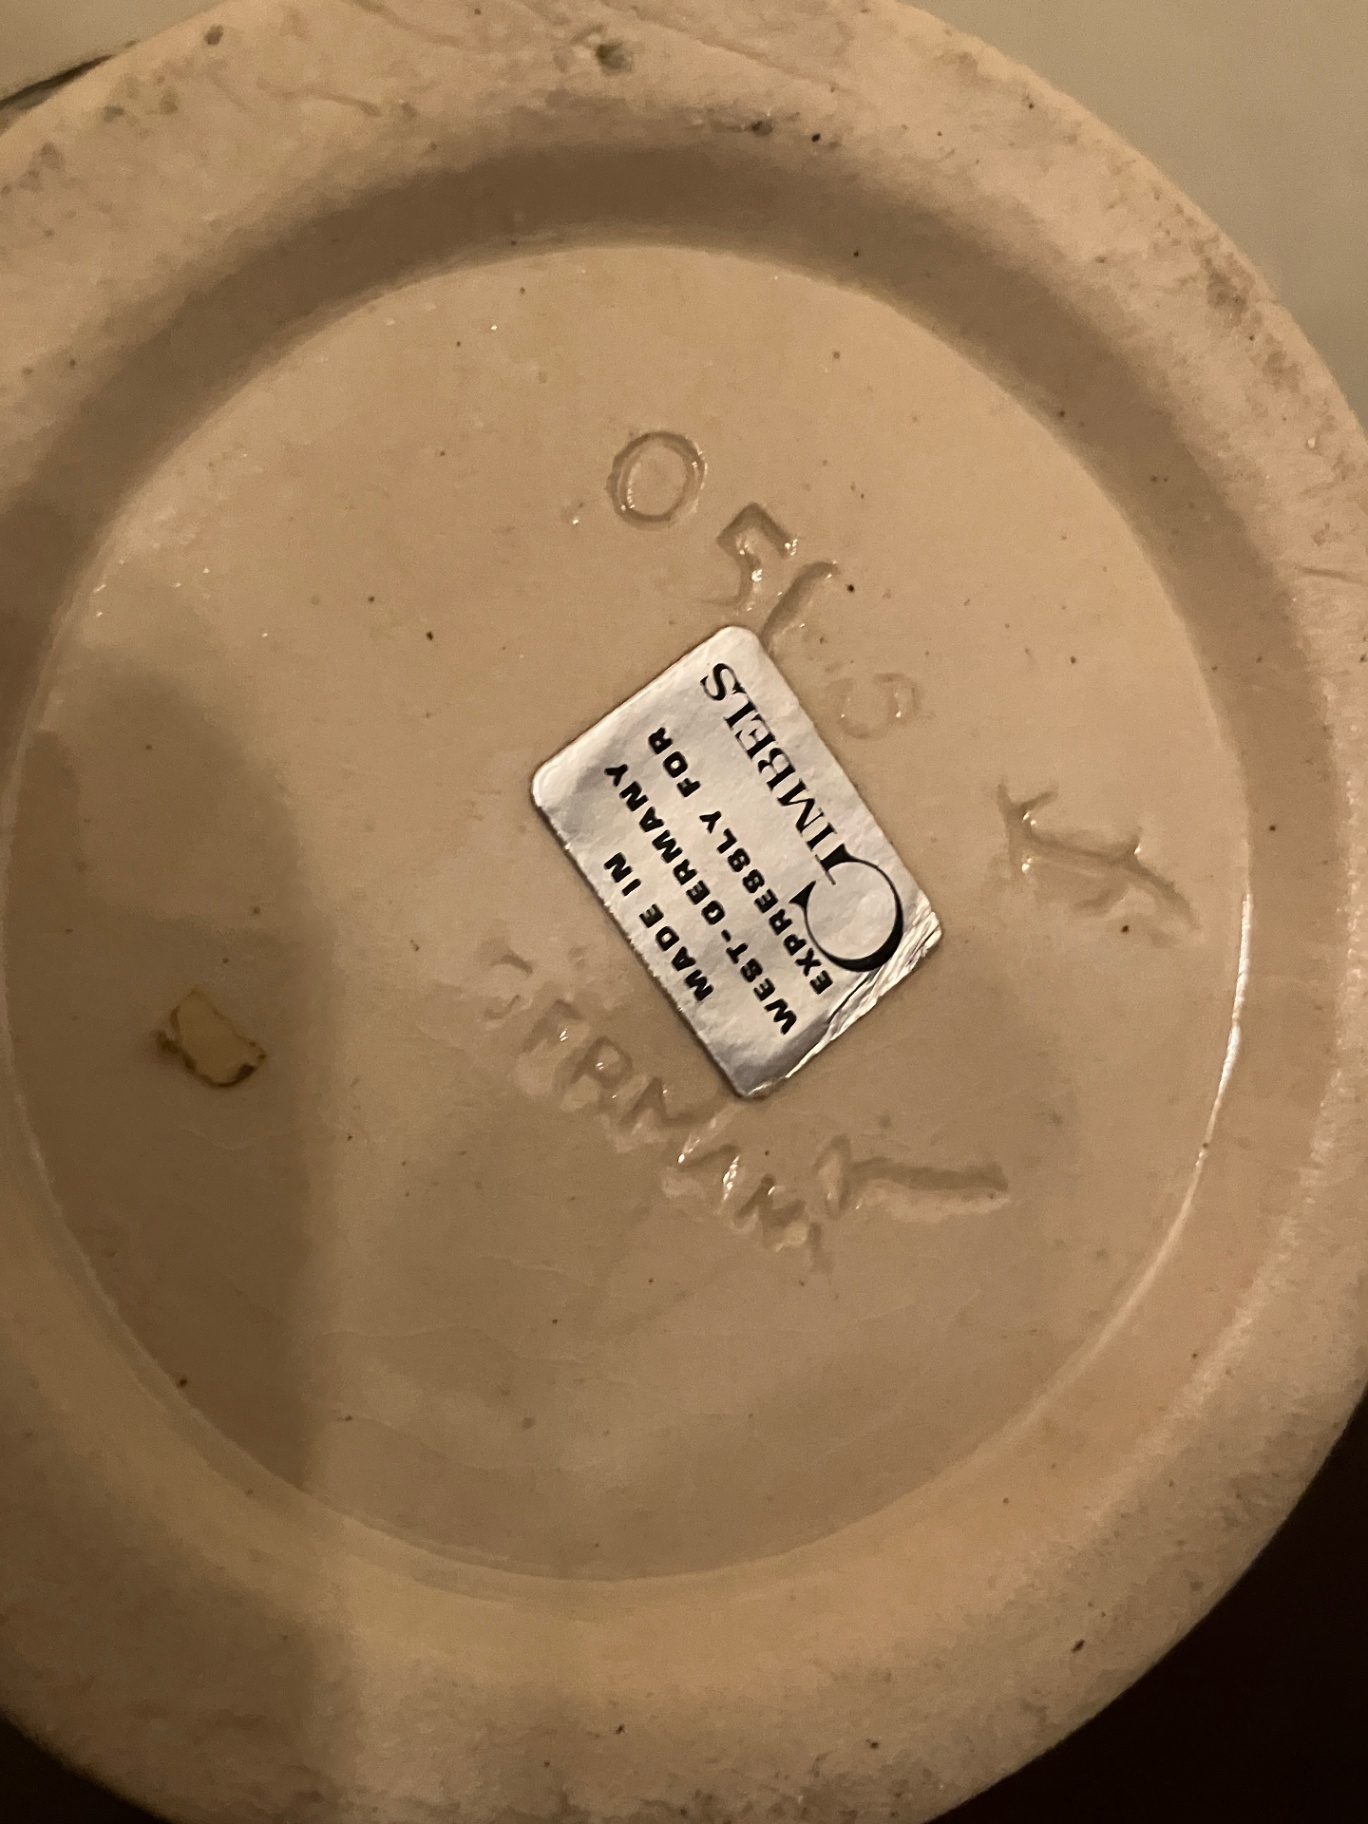 MADE IN
WEST-GERMANY
EXPRESSLY FOR
GIMBELS
GERMANY